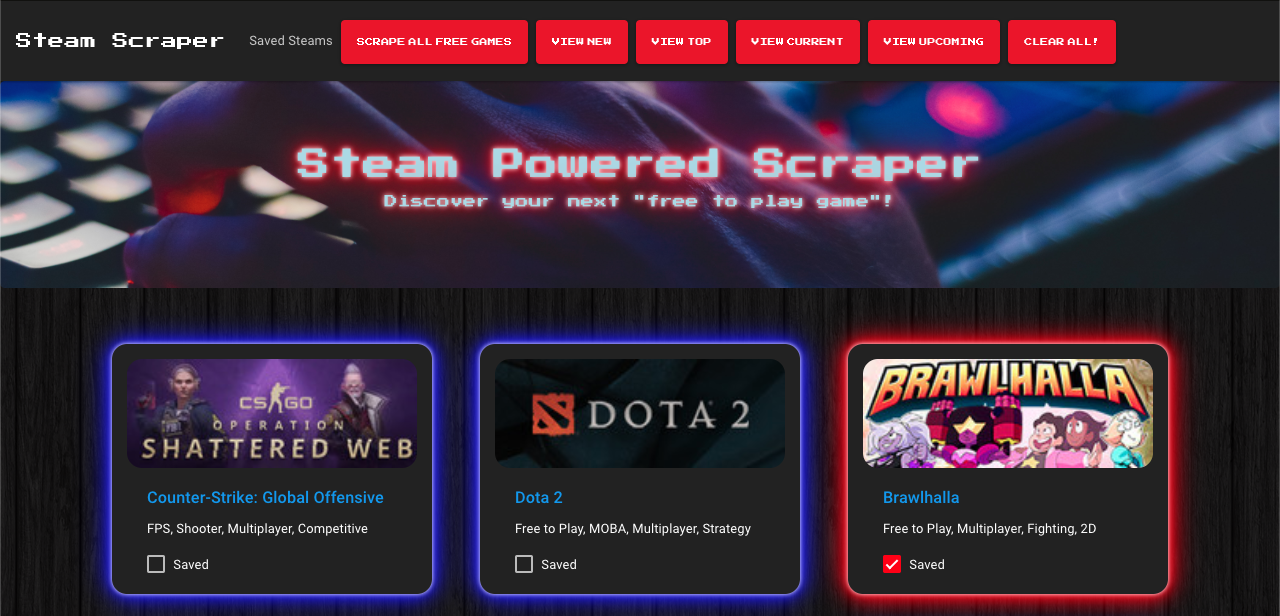 Steam Scraper
Saved Steams
SCRAPE ALL FREE GAMES
VIEW NEW
VIEW TOP
VIEW CURRENT
VIEW UPCOMING
CLEAR ALL!
Steam Powered Scraper
Discover your next "free to play game"!
CS GO
OPERATION
SHATTERED WEB
DOTA 2
BRAWLHALLA
Counter-Strike: Global Offensive
Dota 2
Brawlhalla
FPS, Shooter, Multiplayer, Competitive
Free to Play, MOBA, Multiplayer, Strategy
Free to Play, Multiplayer, Fighting, 2D
Saved
Saved
Saved